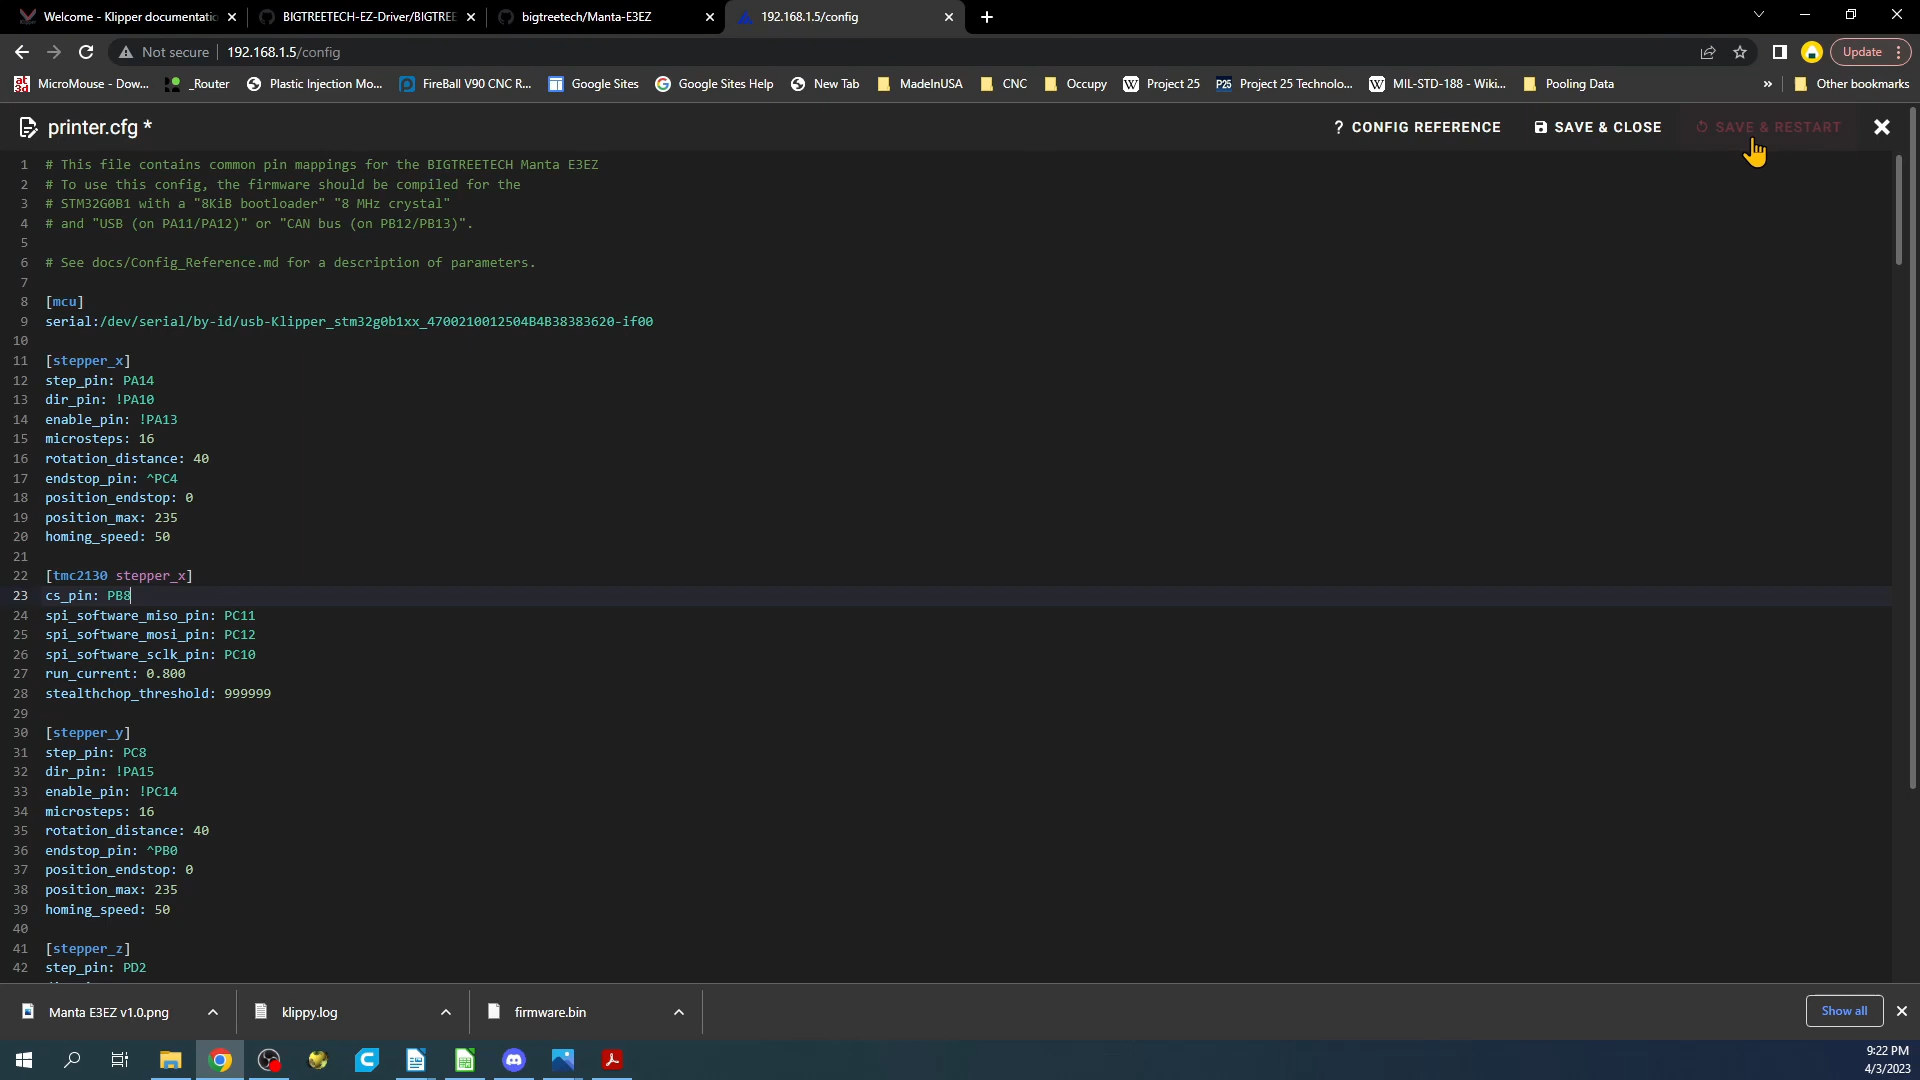 Welcome - Klipper documentatio
BIGTREETECH-EZ-Driver/BIGTREE
bigtreetech/Manta-E3EZ
192.168.1.5/config
Not secure
192.168.1.5/config
Update
MicroMouse - Dow...
_Router
Plastic Injection Mo...
FireBall V90 CNC R...
Google Sites
Google Sites Help
New Tab
MadeInUSA
CNC
Occupy
Project 25
P25 Project 25 Technolo...
MIL-STD-188 - Wiki...
Pooling Data
»
Other bookmarks
printer.cfg *
? CONFIG REFERENCE
SAVE & CLOSE
SAVE & RESTART
1 # This file contains common pin mappings for the BIGTREETECH Manta E3EZ
2 # To use this config, the firmware should be compiled for the
3 # STM32G0B1 with a "8KiB bootloader" "8 MHz crystal"
4 # and "USB (on PA11/PA12)" or "CAN bus (on PB12/PB13)".
5
6 # See docs/Config_Reference.md for a description of parameters.
7
8 [mcu]
9 serial:/dev/serial/by-id/usb-Klipper_stm32g0b1xx_4700210012504B4B38383620-if00
10
11 [stepper_x]
12 step_pin: PA14
13 dir_pin: !PA10
14 enable_pin: !PA13
15 microsteps: 16
16 rotation_distance: 40
17 endstop_pin: ^PC4
18 position_endstop: 0
19 position_max: 235
20 homing_speed: 50
21
22 [tmc2130 stepper_x]
23 cs_pin: PB8
24 spi_software_miso_pin: PC11
25 spi_software_mosi_pin: PC12
26 spi_software_sclk_pin: PC10
27 run_current: 0.800
28 stealthchop_threshold: 999999
29
30 [stepper_y]
31 step_pin: PC8
32 dir_pin: !PA15
33 enable_pin: !PC14
34 microsteps: 16
35 rotation_distance: 40
36 endstop_pin: ^PB0
37 position_endstop: 0
38 position_max: 235
39 homing_speed: 50
40
41 [stepper_z]
42 step_pin: PD2
Manta E3EZ v1.0.png
klippy.log
firmware.bin
Show all
9:22 PM
4/3/2023